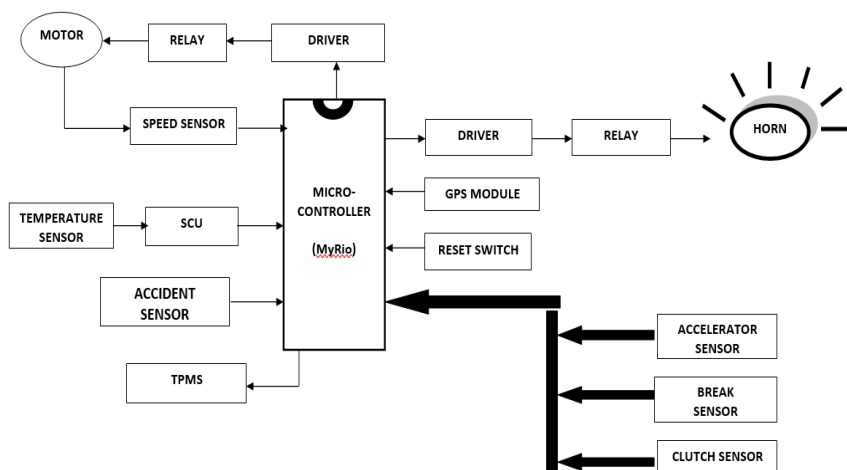 MOTOR
RELAY
DRIVER
SPEED SENSOR
DRIVER
RELAY
HORN
MICRO-
CONTROLLER
(MyRio)
GPS MODULE
TEMPERATURE
SENSOR
SCU
RESET SWITCH
ACCIDENT
SENSOR
ACCELERATOR
SENSOR
TPMS
BREAK
SENSOR
CLUTCH SENSOR